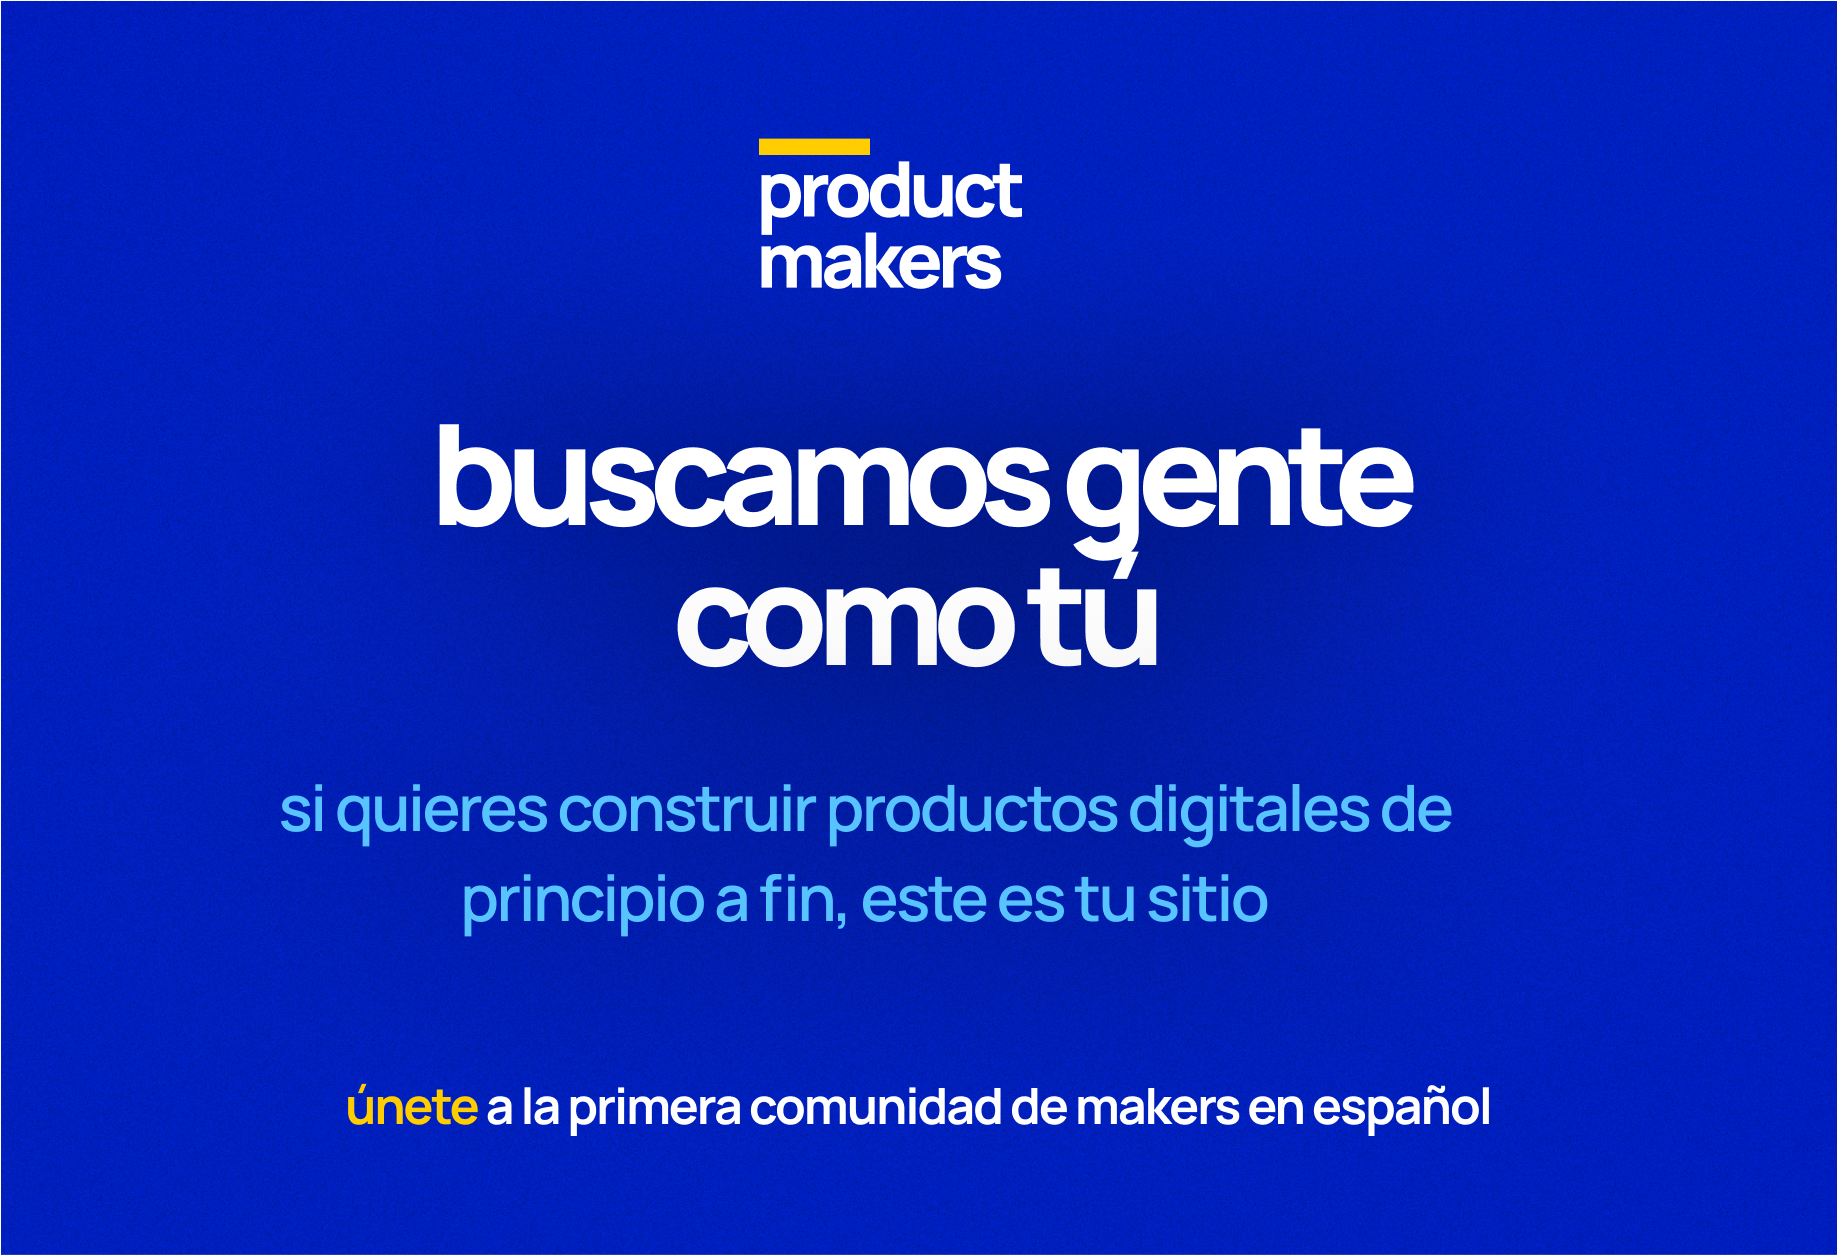 product
makers
buscamos gente
como tú
si quieres construir productos digitales de
principio a fin, este es tu sitio
únete a la primera comunidad de makers en español